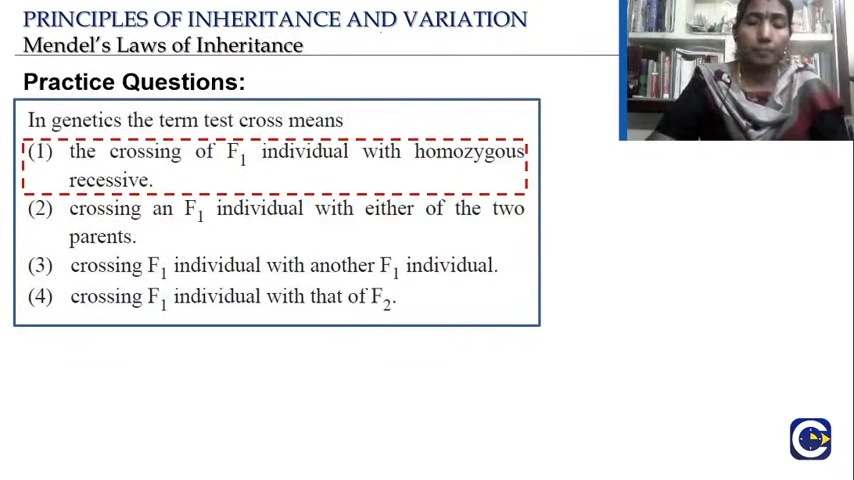 PRINCIPLES OF INHERITANCE AND VARIATION
Mendel's Laws of Inheritance
Practice Questions:
In genetics the term test cross means
(1) the crossing of F1 individual with homozygous
recessive.
(2) crossing an F1 individual with either of the two
parents.
(3) crossing F1 individual with another F1 individual.
(4) crossing F1 individual with that of F2.